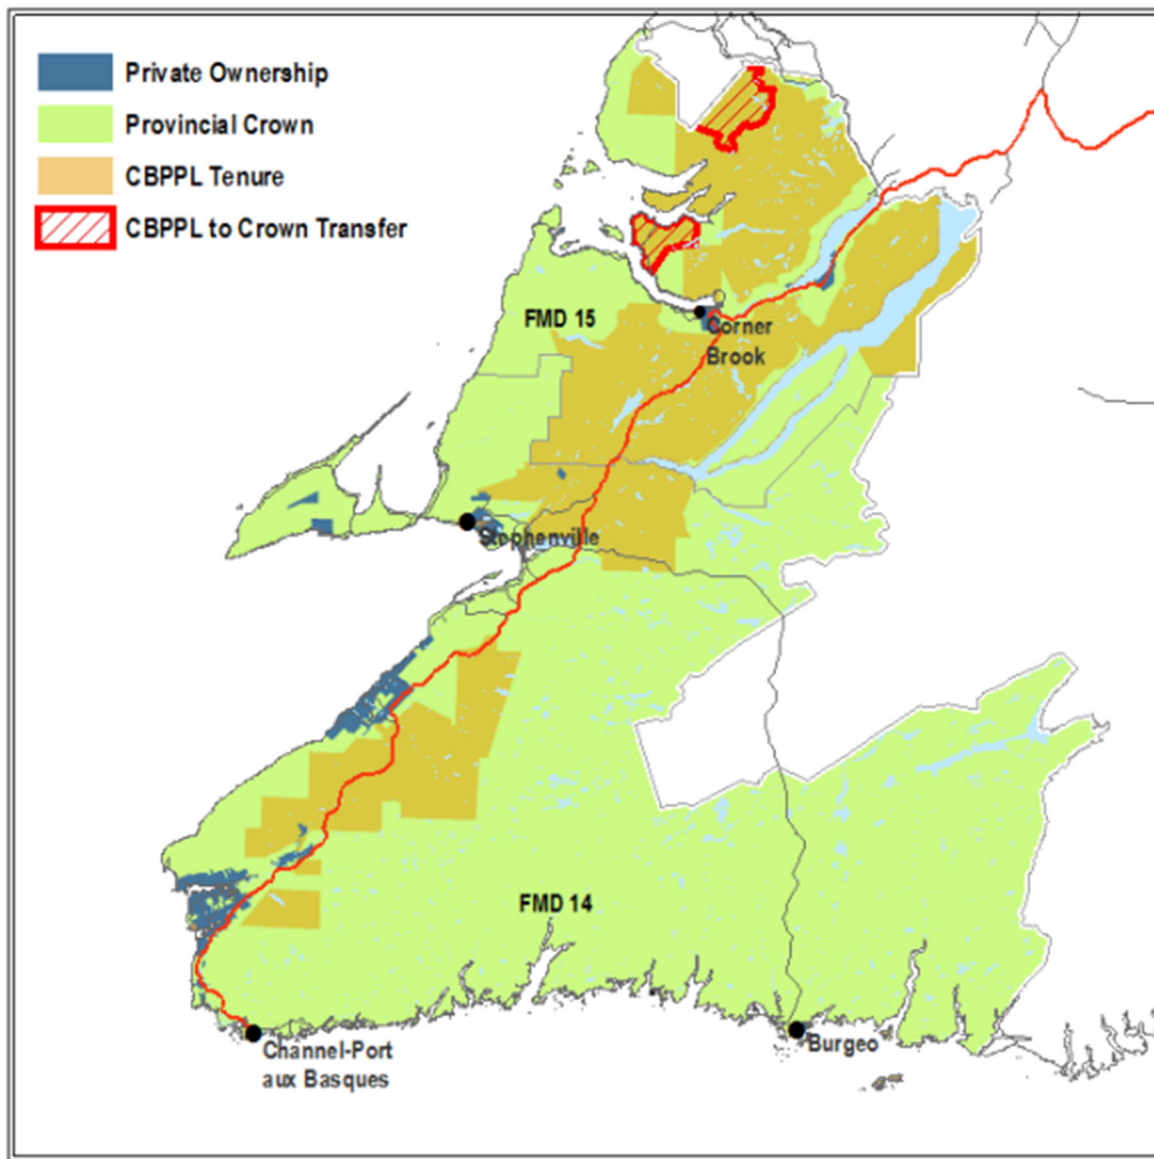 Private Ownership
Provincial Crown
CBPPL Tenure
CBPPL to Crown Transfer
FMD 15
Corner
Brook
Stephenville
FMD 14
Channel-Port
aux Basques
Burgeo